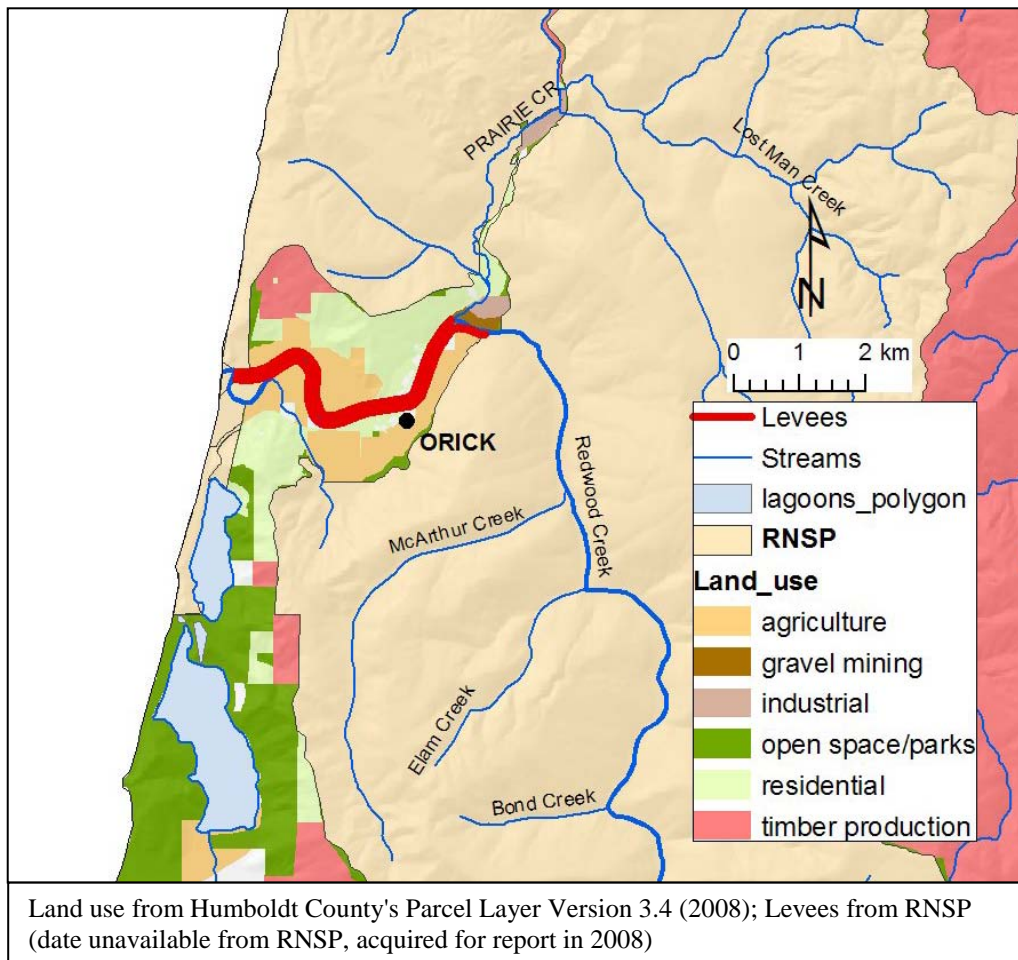 PRAIRIE CR
Lost Man Creek
N
0 1 2 km
ORICK
Redwood Creek
McArthur Creek
Elam Creek
Bond Creek
Levees
Streams
lagoons_polygon
RNSP
Land_use
agriculture
gravel mining
industrial
open space/parks
residential
timber production
Land use from Humboldt County's Parcel Layer Version 3.4 (2008); Levees from RNSP
(date unavailable from RNSP, acquired for report in 2008)